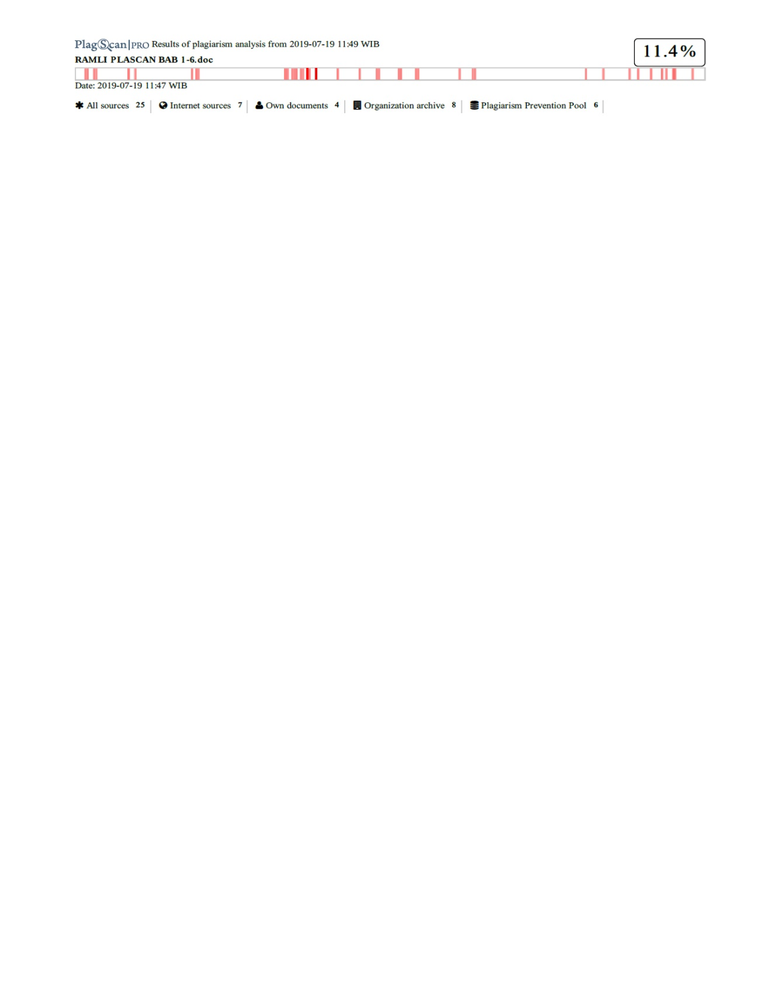 PlagScan|PRO Results of plagiarism analysis from 2019-07-19 11:49 WIB
11.4%
RAMLI PLASCAN BAB 1-6.doc
Date: 2019-07-19 11:47 WIB
All sources 25 Internet sources 7 Own documents 4 Organization archive 8 Plagiarism Prevention Pool 6